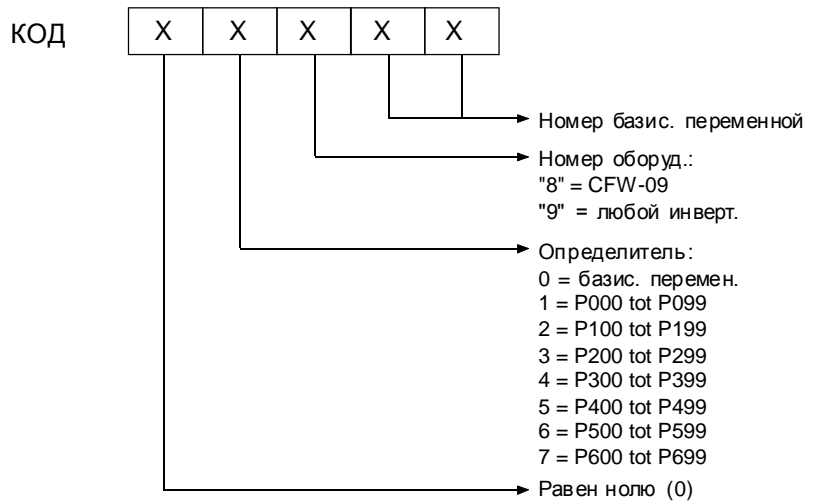 КОД X X X X X
Номер базис. переменной
Номер оборуд.:
"8" = CFW-09
"9" = любой инверт.
Определитель:
0 = базис. перемен.
1 = P000 tot P099
2 = P100 tot P199
3 = P200 tot P299
4 = P300 tot P399
5 = P400 tot P499
6 = P500 tot P599
7 = P600 tot P699
Равен нолю (0)